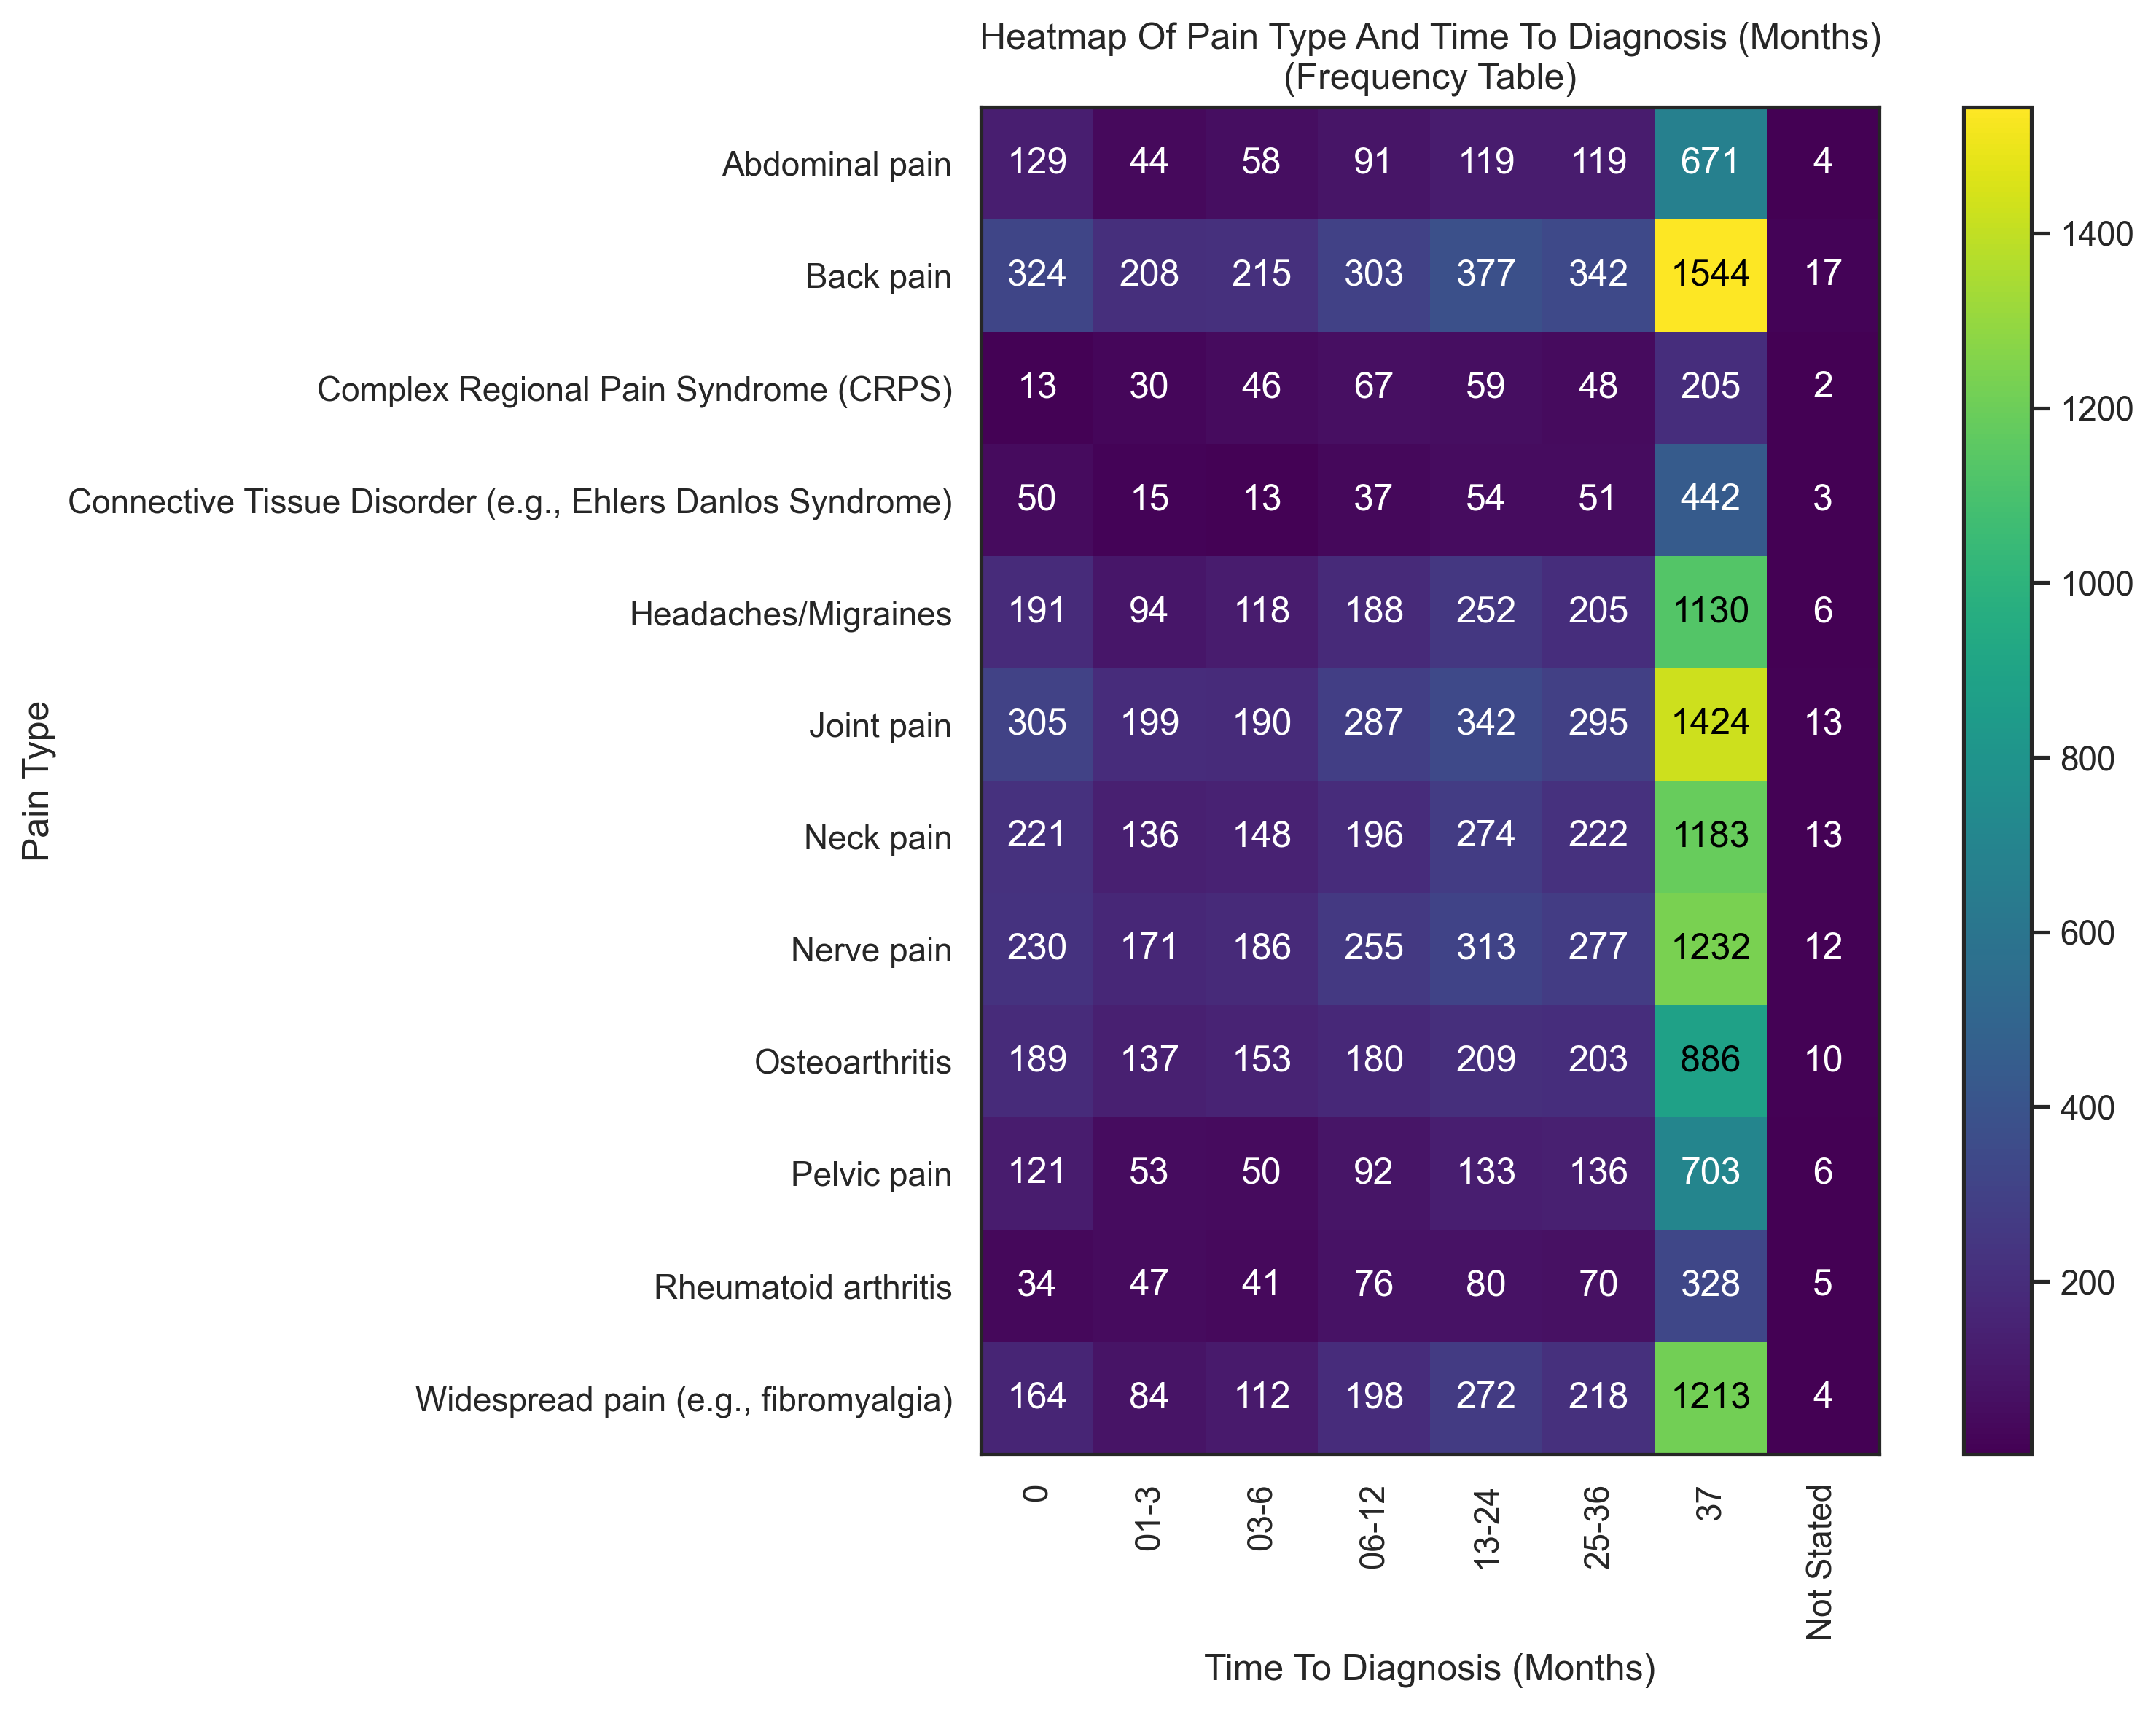 Heatmap Of Pain Type And Time To Diagnosis (Months)
(Frequency Table)
Pain Type
Abdominal pain 129 44 58 91 119 119 671 4
Back pain 324 208 215 303 377 342 1544 17
Complex Regional Pain Syndrome (CRPS) 13 30 46 67 59 48 205 2
Connective Tissue Disorder (e.g., Ehlers Danlos Syndrome) 50 15 13 37 54 51 442 3
Headaches/Migraines 191 94 118 188 252 205 1130 6
Joint pain 305 199 190 287 342 295 1424 13
Neck pain 221 136 148 196 274 222 1183 13
Nerve pain 230 171 186 255 313 277 1232 12
Osteoarthritis 189 137 153 180 209 203 886 10
Pelvic pain 121 53 50 92 133 136 703 6
Rheumatoid arthritis 34 47 41 76 80 70 328 5
Widespread pain (e.g., fibromyalgia) 164 84 112 198 272 218 1213 4
0 01-3 03-6 06-12 13-24 25-36 37 Not Stated
Time To Diagnosis (Months)
1400
1200
1000
800
600
400
200